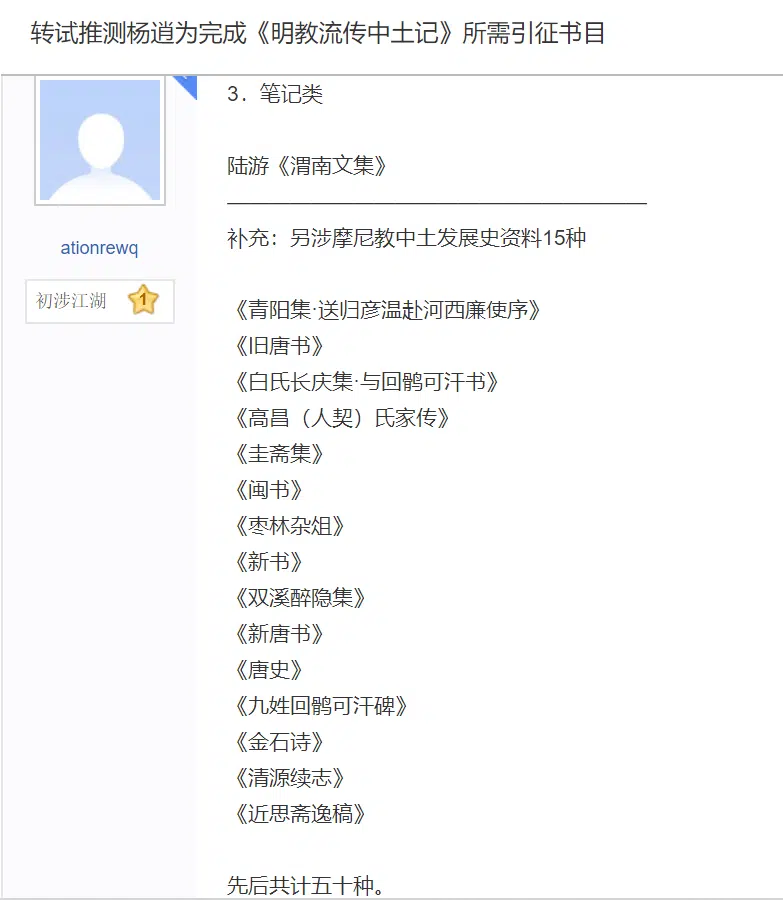 转试推测杨逍为完成《明教流传中土记》所需引征书目
ationrewq
初涉江湖 1
3．笔记类
陆游《渭南文集》
补充：另涉摩尼教中土发展史资料15种
《青阳集·送归彦温赴河西廉使序》
《旧唐书》
《白氏长庆集·与回鹘可汗书》
《高昌（人契）氏家传》
《圭斋集》
《闽书》
《枣林杂俎》
《新书》
《双溪醉隐集》
《新唐书》
《唐史》
《九姓回鹘可汗碑》
《金石诗》
《清源续志》
《近思斋逸稿》
先后共计五十种。